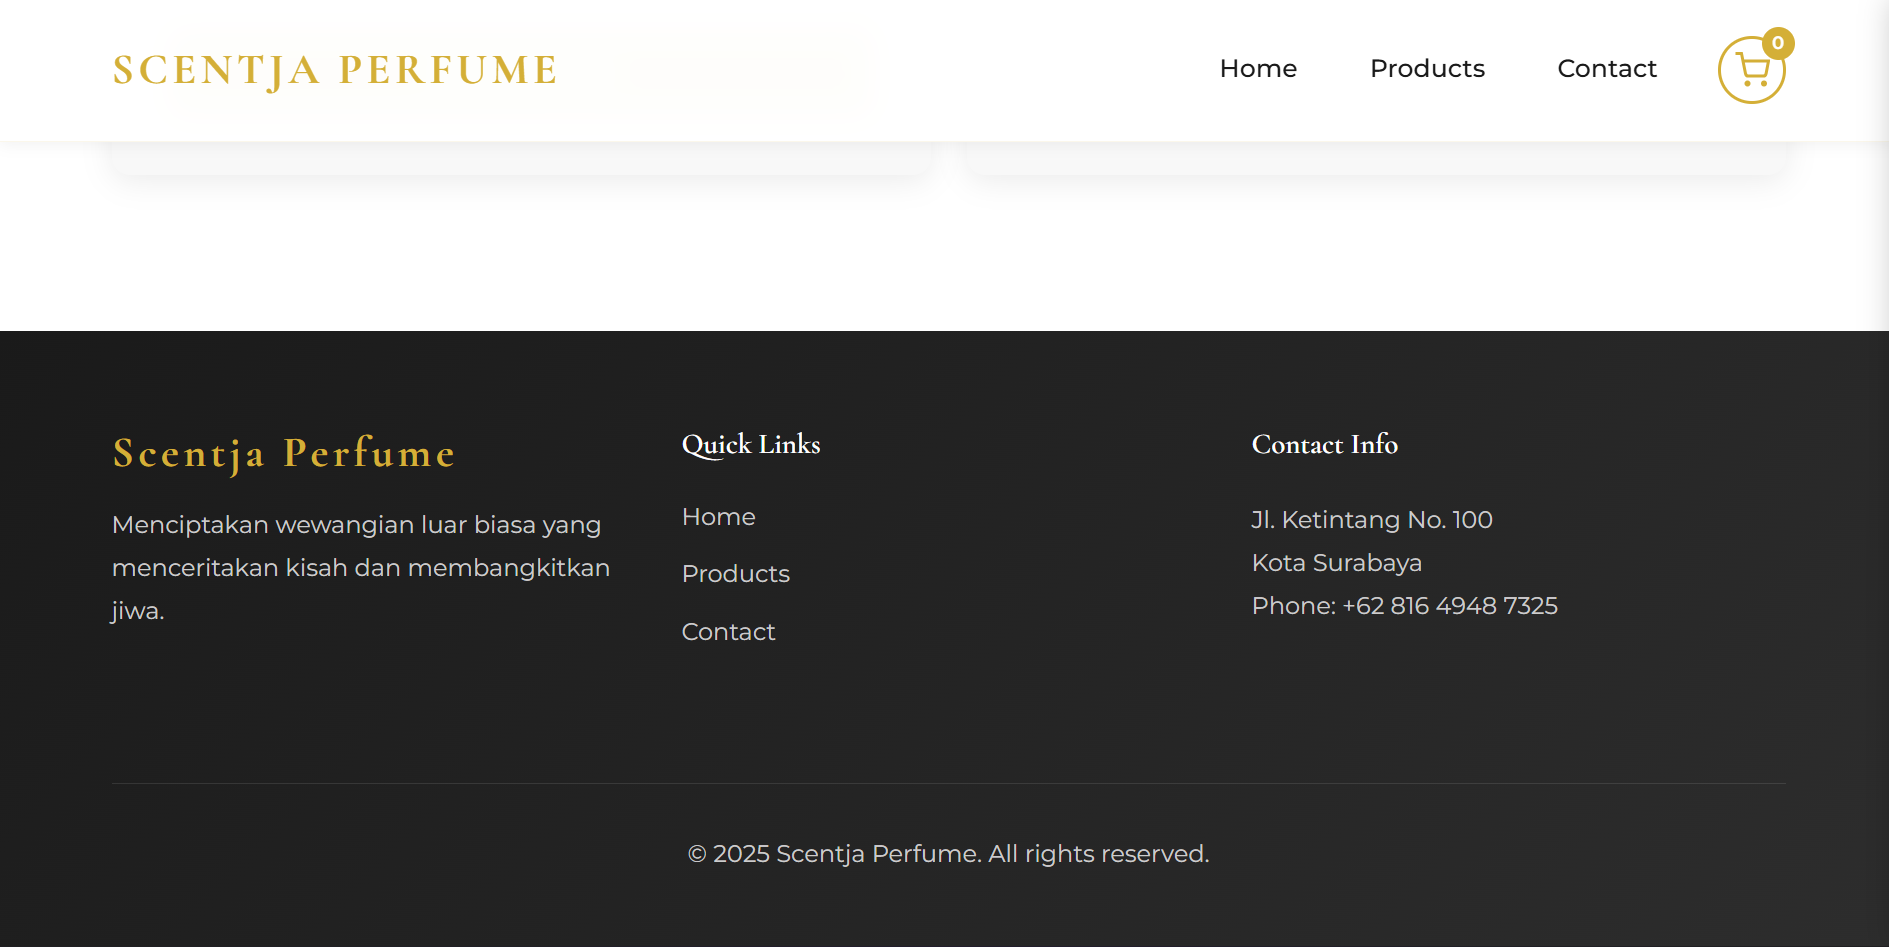 SCENTJA PERFUME
Home
Products
Contact
0
Scentja Perfume
Menciptakan wewangian luar biasa yang
menceritakan kisah dan membangkitkan
jiwa.
Quick Links
Home
Products
Contact
Contact Info
Jl. Ketintang No. 100
Kota Surabaya
Phone: +62 816 4948 7325
© 2025 Scentja Perfume. All rights reserved.